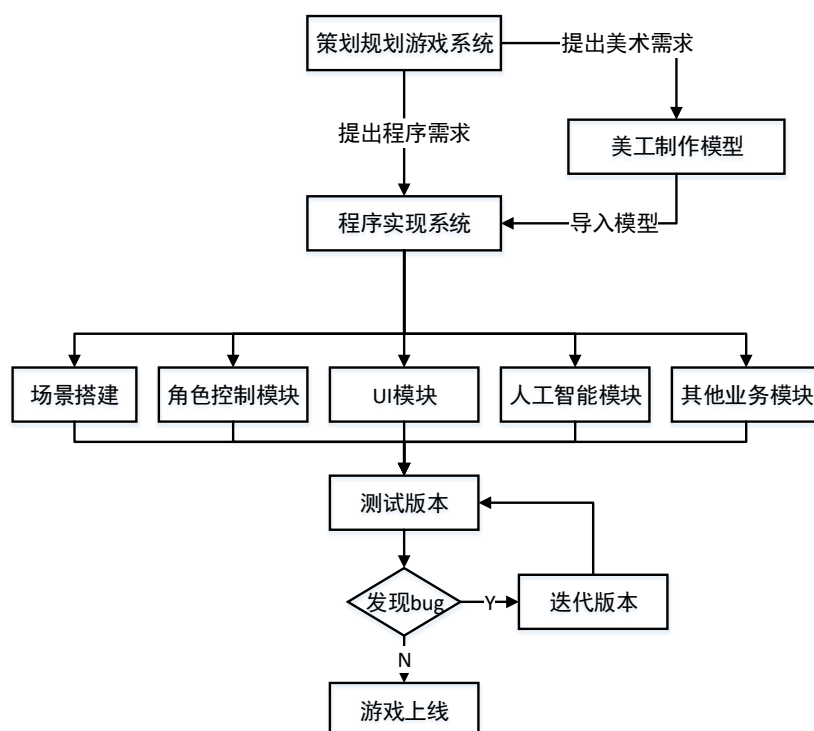 策划规划游戏系统
提出美术需求
提出程序需求
美工制作模型
程序实现系统
导入模型
场景搭建
角色控制模块
UI模块
人工智能模块
其他业务模块
测试版本
发现bug
Y
迭代版本
N
游戏上线